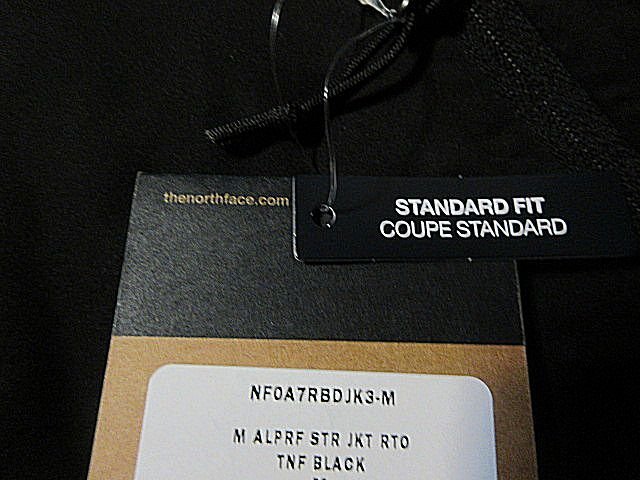 thenorthface.com
STANDARD FIT
COUPE STANDARD
NF0A7RBDJK3-M
M ALPRF STR JKT RTO
TNF BLACK